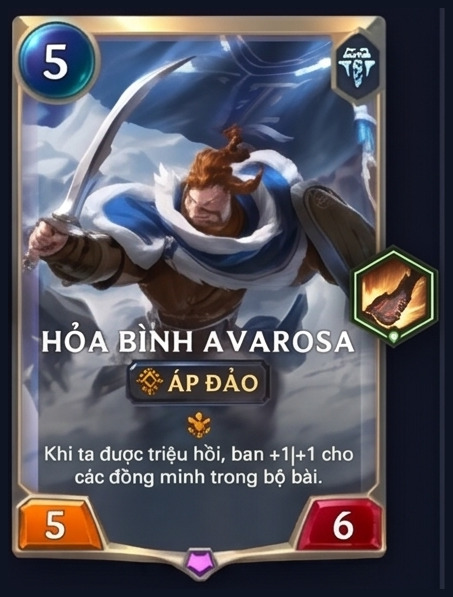 5
HỎA BÌNH AVAROSA
ÁP ĐẢO
Khi ta được triệu hồi, ban +1|+1 cho
các đồng minh trong bộ bài.
5
6